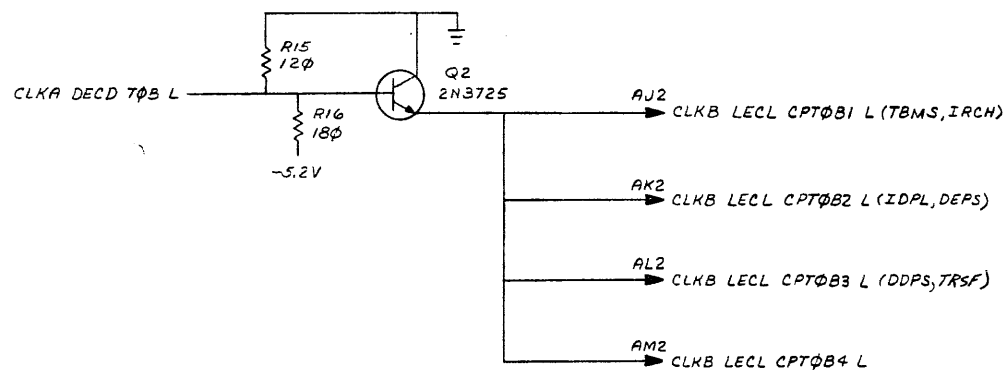 R15
12Ø
Q2
2N3725
CLKA DECD TØB L
R16
18Ø
-5.2V
AJ2
CLKB LECL CPTØB1 L (TBMS, IRCH)
AK2
CLKB LECL CPTØB2 L (IDPL, DEPS)
AL2
CLKB LECL CPTØB3 L (DDPS, TRSF)
AM2
CLKB LECL CPTØB4 L